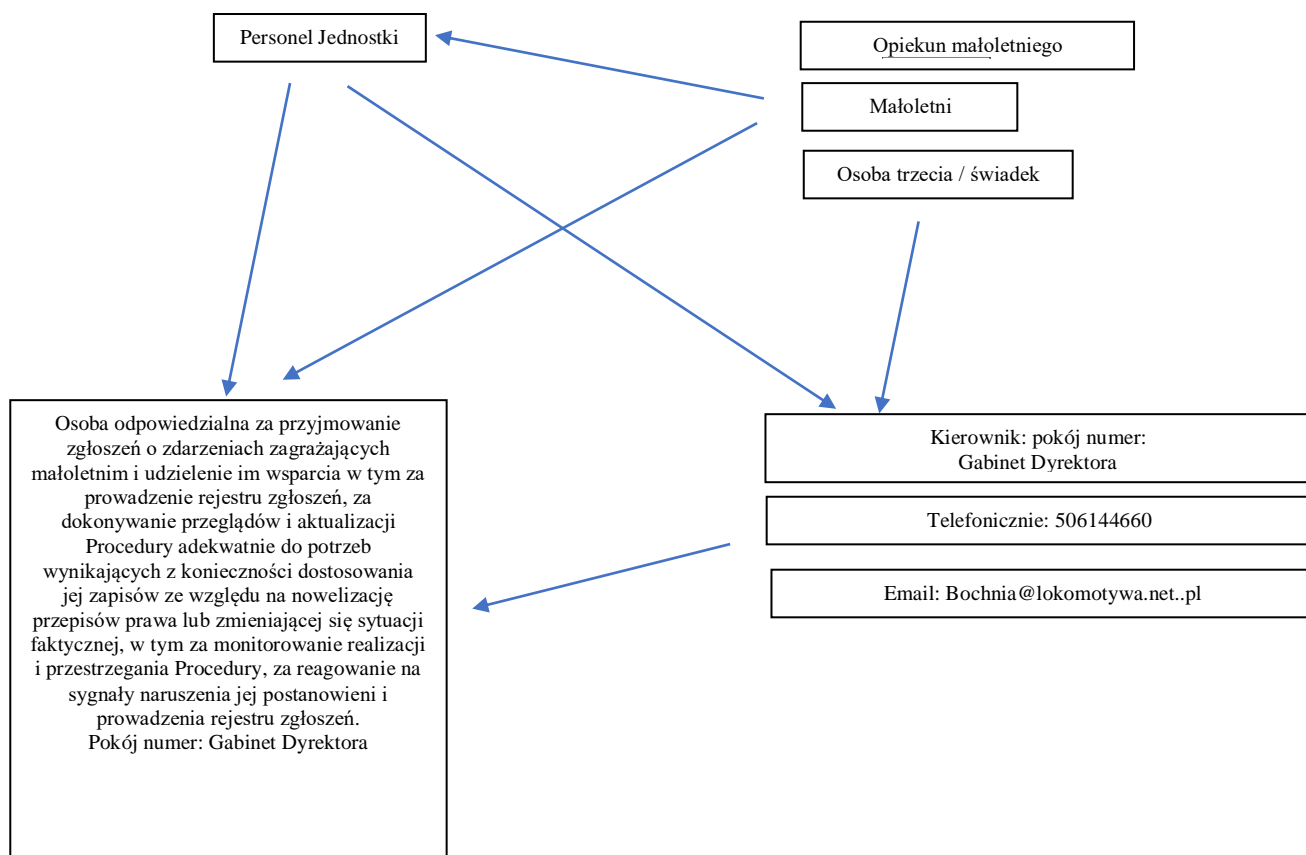 Personel Jednostki
Opiekun małoletniego
Małoletni
Osoba trzecia / świadek
Osoba odpowiedzialna za przyjmowanie
zgłoszeń o zdarzeniach zagrażających
małoletnim i udzielenie im wsparcia w tym za
prowadzenie rejestru zgłoszeń, za
dokonywanie przeglądów i aktualizacji
Procedury adekwatnie do potrzeb
wynikających z konieczności dostosowania
jej zapisów ze względu na nowelizację
przepisów prawa lub zmieniającej się sytuacji
faktycznej, w tym za monitorowanie realizacji
i przestrzegania Procedury, za reagowanie na
sygnały naruszenia jej postanowieni i
prowadzenia rejestru zgłoszeń.
Pokój numer: Gabinet Dyrektora
Kierownik: pokój numer:
Gabinet Dyrektora
Telefonicznie: 506144660
Email: Bochnia@lokomotywa.net..pl